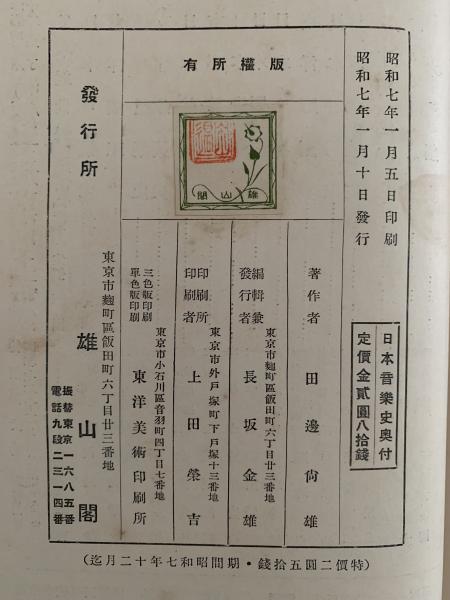 昭和七年一月五日印刷
昭和七年一月十日發行
日本音樂史奥付
定價金貳圓八拾錢
有所權版
閣山雄
著作者 田邊尙雄
編輯兼發行者 東京市麴町區飯田町六丁目廿三番地 長坂金雄
印刷所印刷者 東京市外戸塚町下戸塚十三番地 上田榮吉
三色版印刷 單色版印刷 東京市小石川區音羽町四丁目七番地 東洋美術印刷所
發行所 東京市麴町區飯田町六丁目廿三番地 雄山閣
振替東京一六八五番
電話九段二三一四番
(特價二圓五拾錢・期間昭和七年十二月迄)